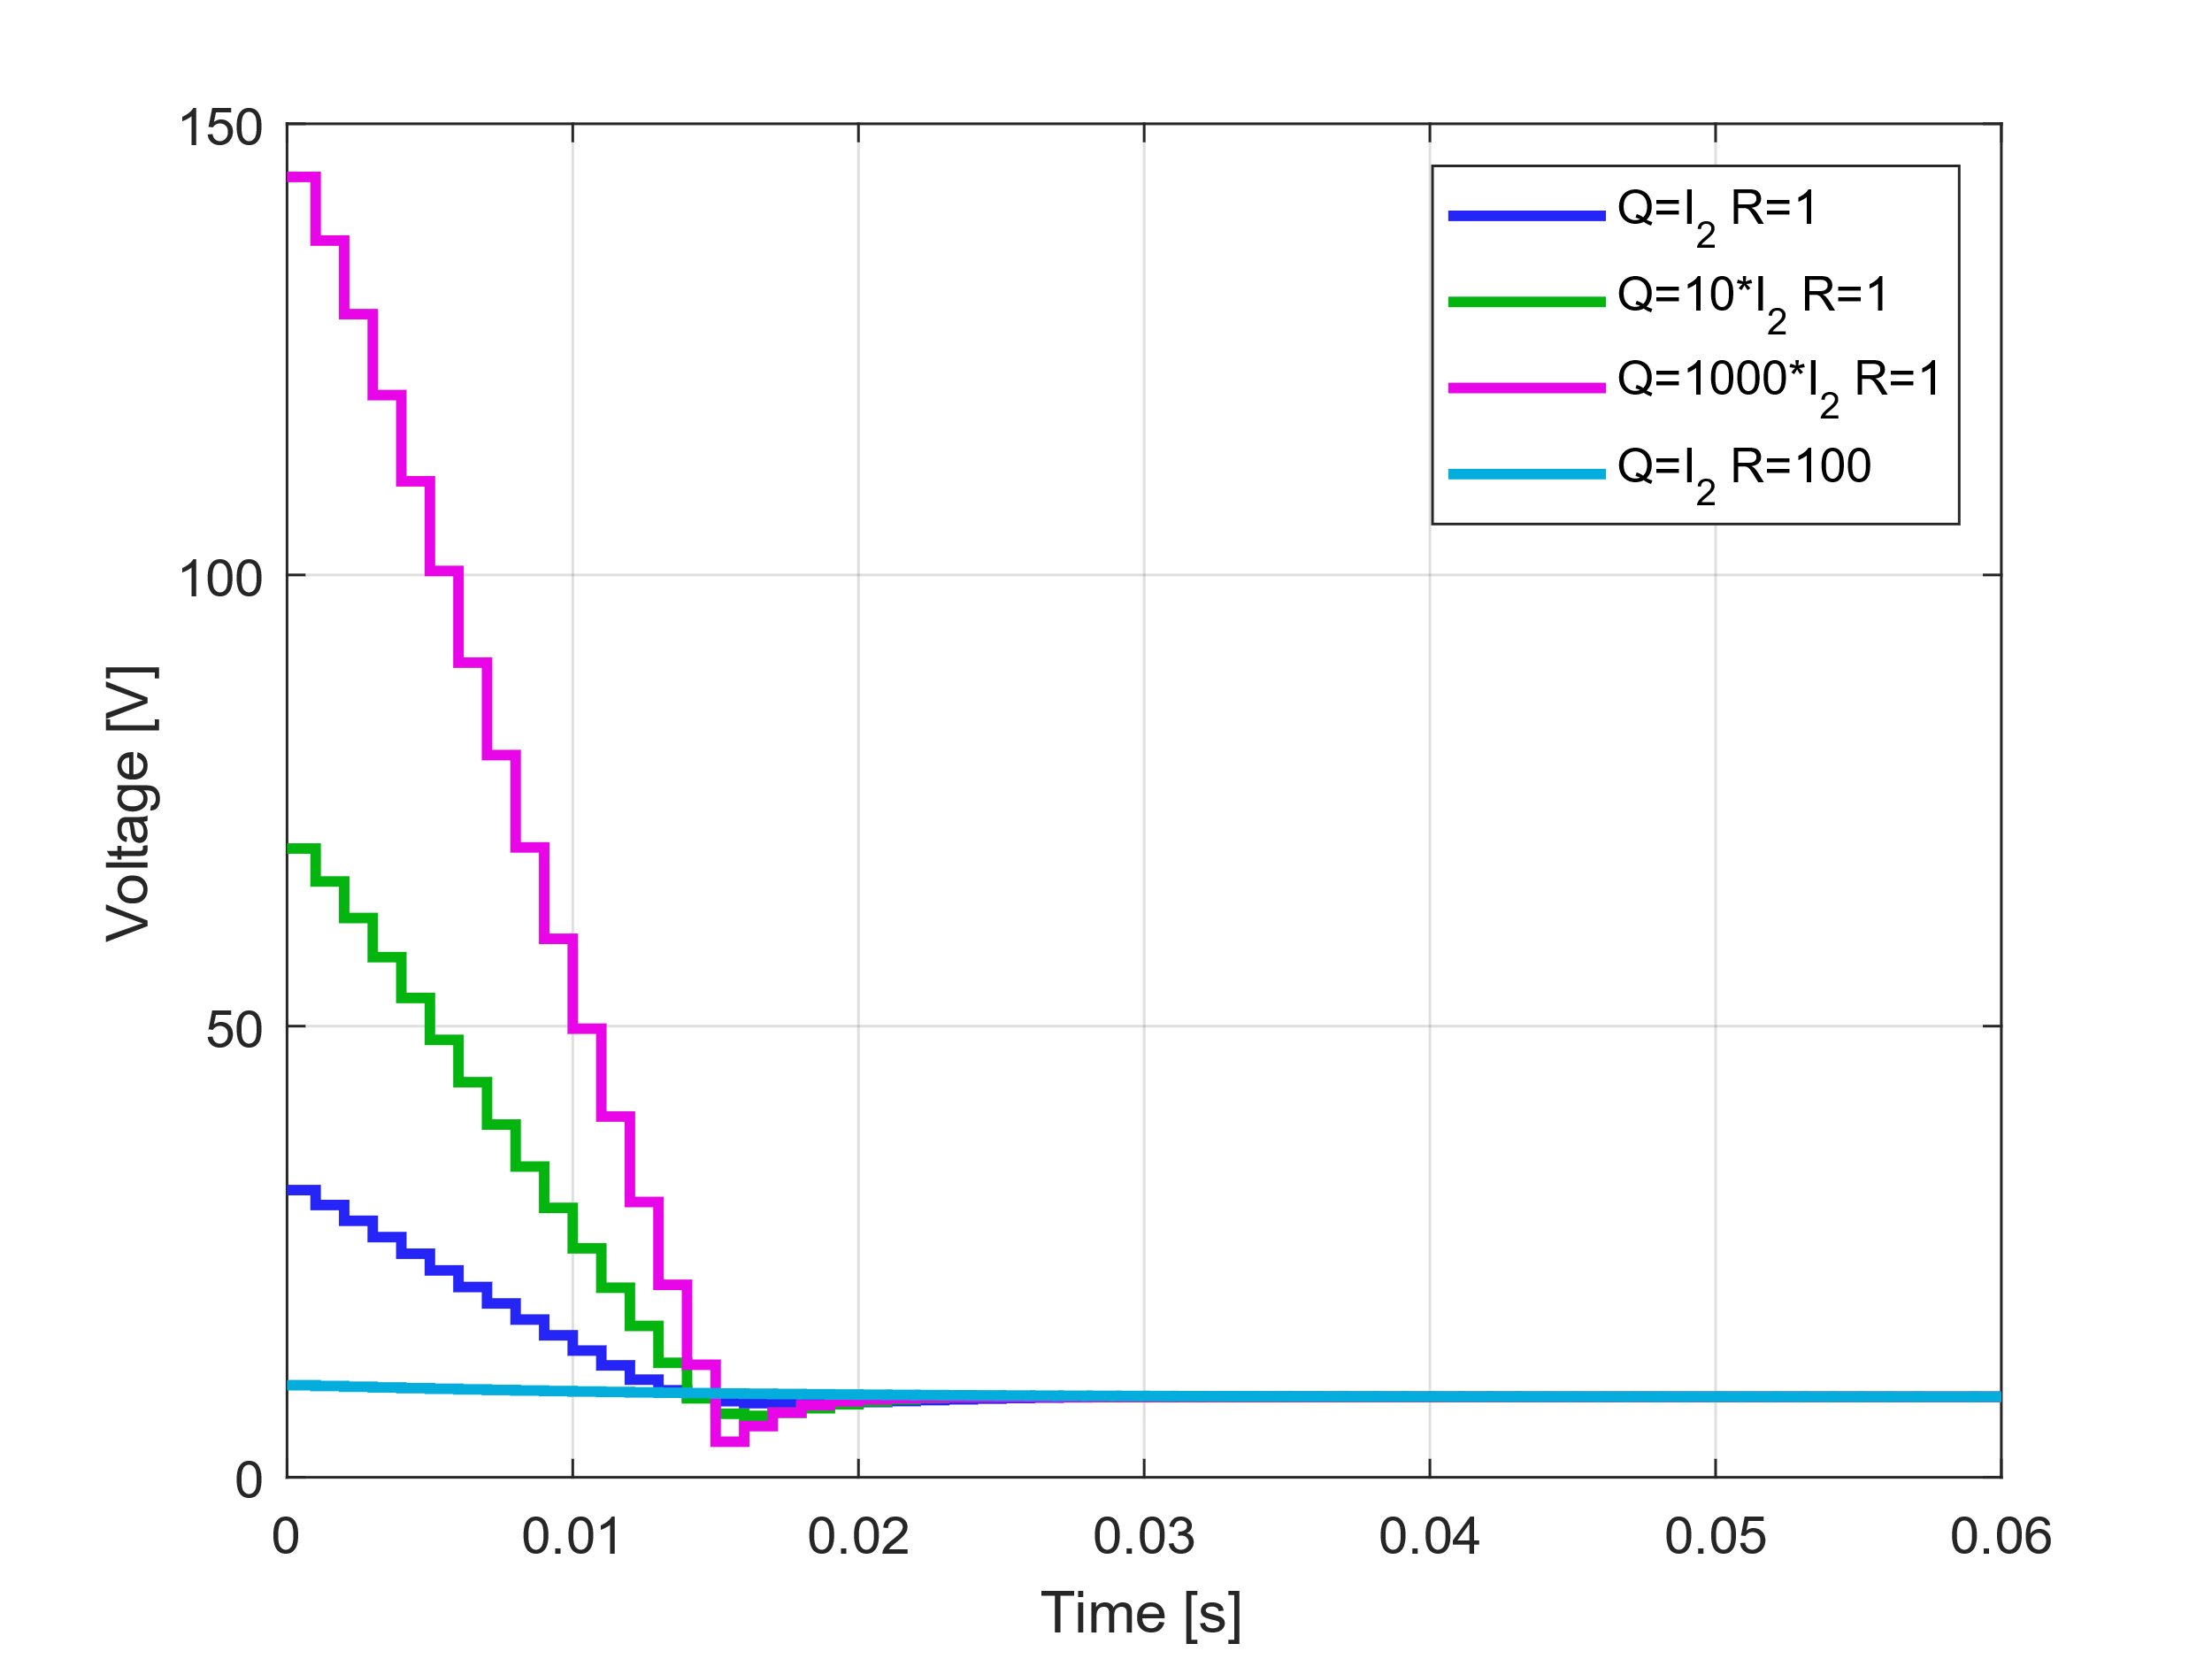 150
100
50
0
Voltage [V]
Q=I2 R=1
Q=10*I2 R=1
Q=1000*I2 R=1
Q=I2 R=100
0 0.01 0.02 0.03 0.04 0.05 0.06
Time [s]